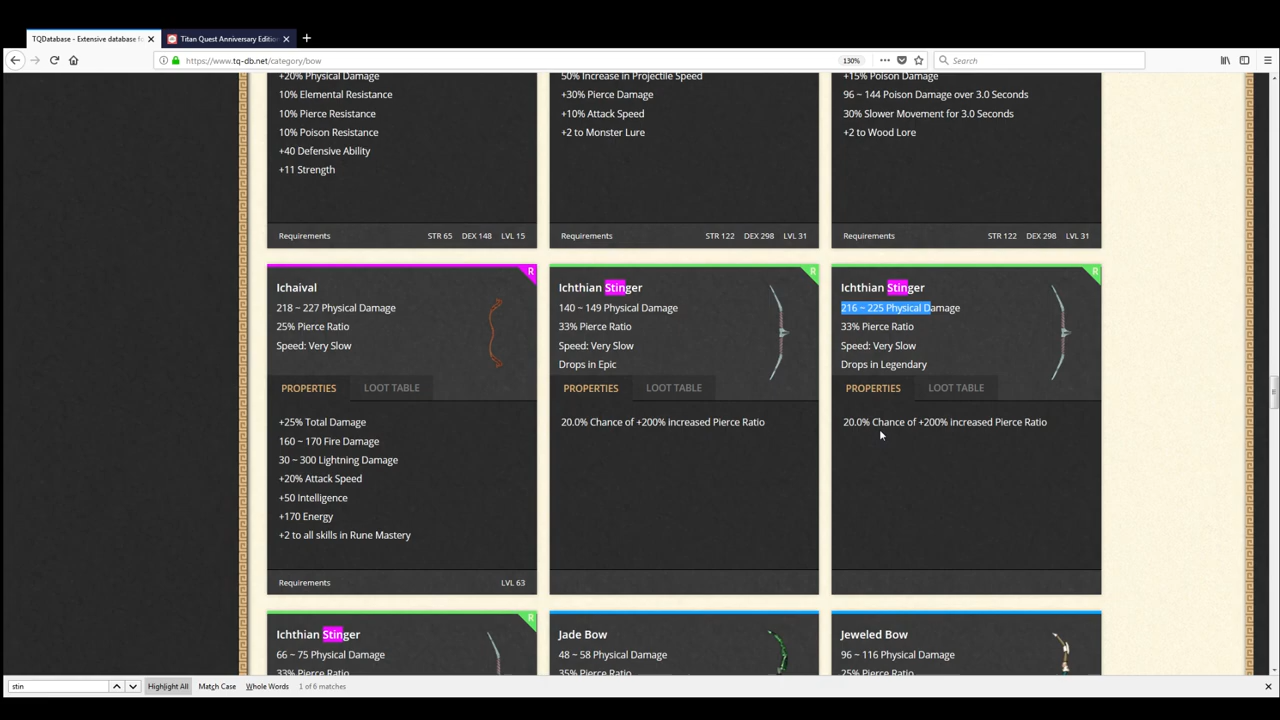 TQDatabase - Extensive database fo
Titan Quest Anniversary Edition
https://www.tq-db.net/category/bow
130%
Search
+20% Physical Damage
10% Elemental Resistance
10% Pierce Resistance
10% Poison Resistance
+40 Defensive Ability
+11 Strength
Requirements STR 65 DEX 148 LVL 15
50% Increase in Projectile Speed
+30% Pierce Damage
+10% Attack Speed
+2 to Monster Lure
Requirements STR 122 DEX 298 LVL 31
+15% Poison Damage
96 ~ 144 Poison Damage over 3.0 Seconds
30% Slower Movement for 3.0 Seconds
+2 to Wood Lore
Requirements STR 122 DEX 298 LVL 31
R
Ichaival
218 ~ 227 Physical Damage
25% Pierce Ratio
Speed: Very Slow
PROPERTIES LOOT TABLE
+25% Total Damage
160 ~ 170 Fire Damage
30 ~ 300 Lightning Damage
+20% Attack Speed
+50 Intelligence
+170 Energy
+2 to all skills in Rune Mastery
Requirements LVL 63
R
Ichthian Stinger
140 ~ 149 Physical Damage
33% Pierce Ratio
Speed: Very Slow
Drops in Epic
PROPERTIES LOOT TABLE
20.0% Chance of +200% increased Pierce Ratio
R
Ichthian Stinger
216 ~ 225 Physical Damage
33% Pierce Ratio
Speed: Very Slow
Drops in Legendary
PROPERTIES LOOT TABLE
20.0% Chance of +200% increased Pierce Ratio
R
Ichthian Stinger
66 ~ 75 Physical Damage
33% Pierce Ratio
Jade Bow
48 ~ 58 Physical Damage
35% Pierce Ratio
Jeweled Bow
96 ~ 116 Physical Damage
25% Pierce Ratio
stin
Highlight All Match Case Whole Words 1 of 6 matches